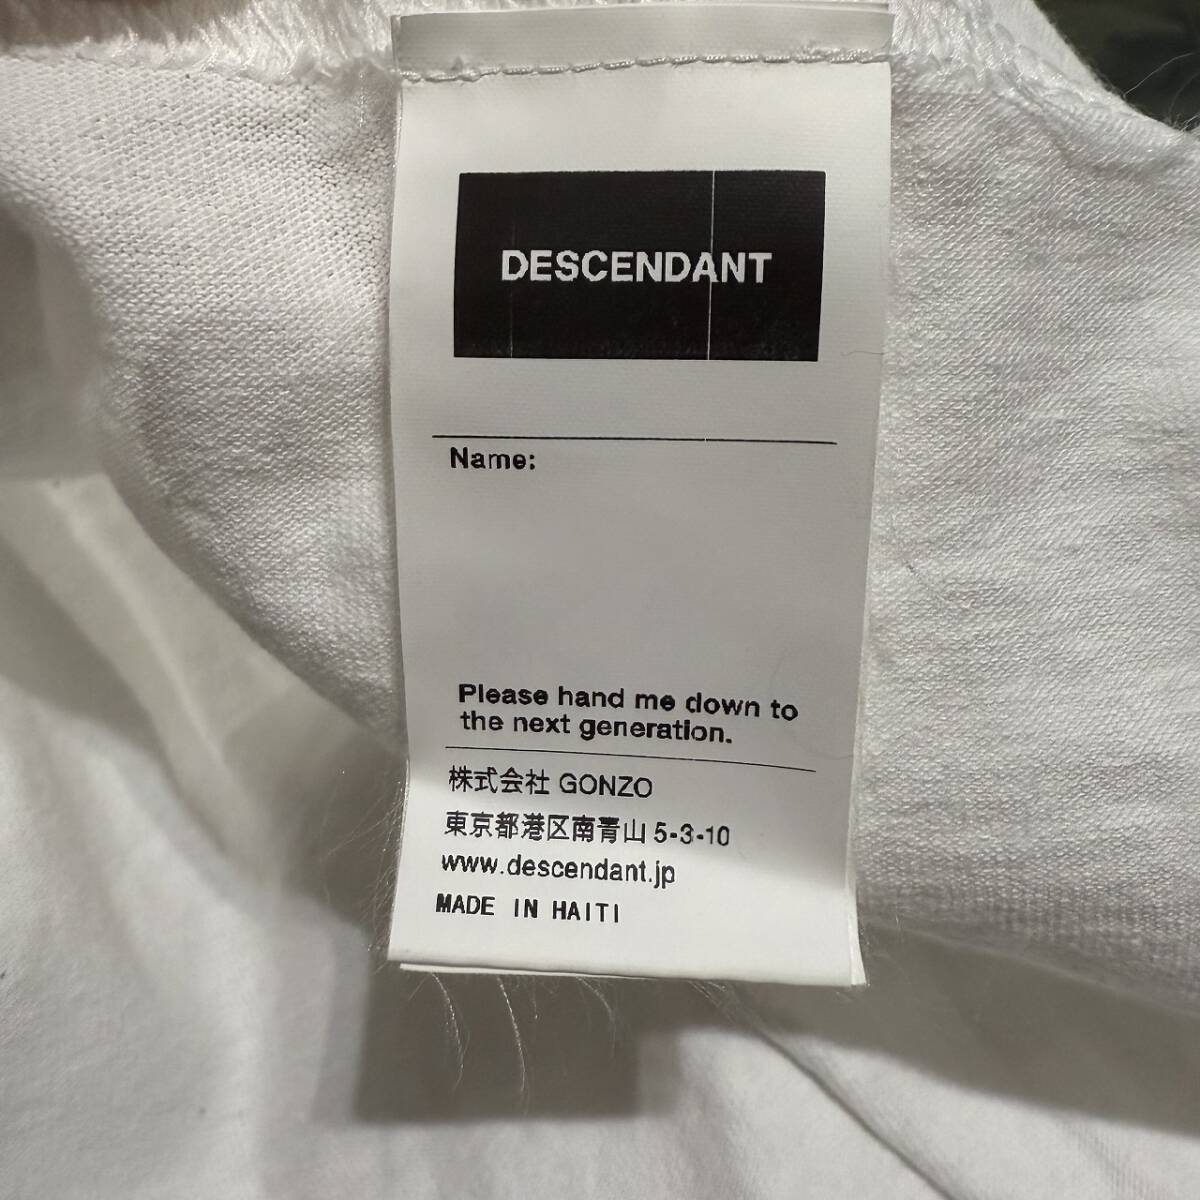 DESCENDANT
Name:
Please hand me down to
the next generation.
株式会社 GONZO
東京都港区南青山 5-3-10
www.descendant.jp
MADE IN HAITI